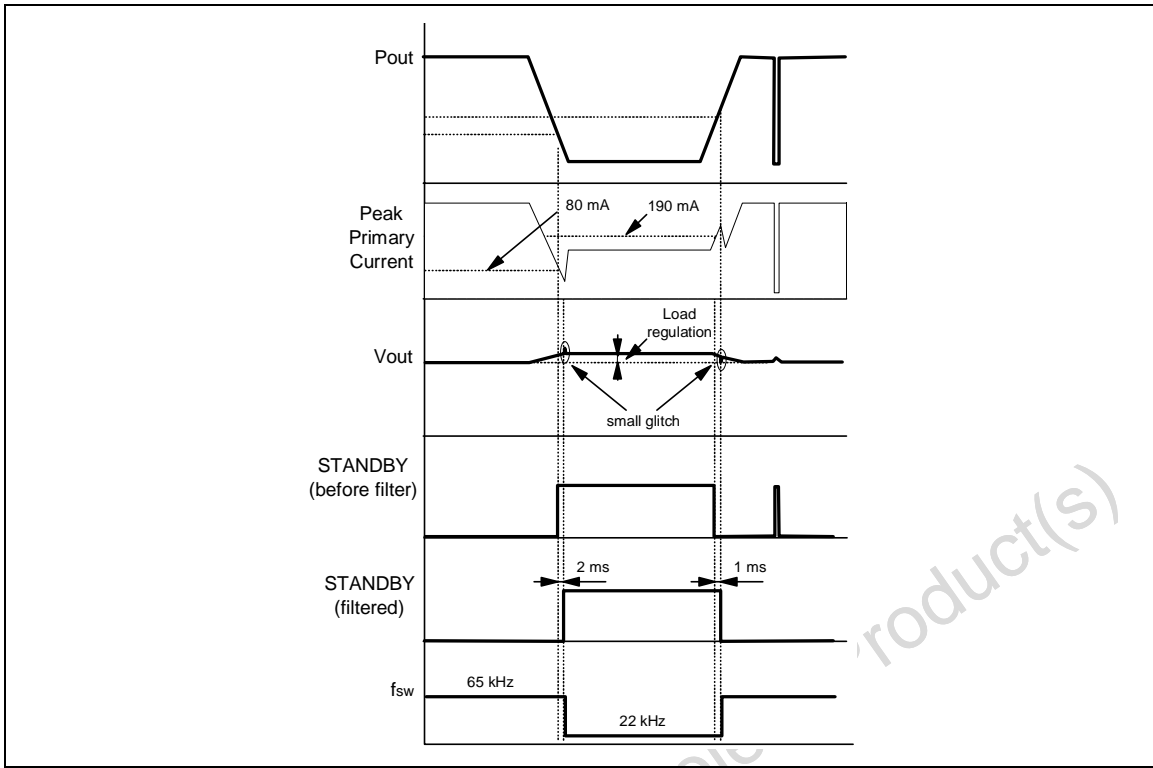 Pout
Peak
Primary
Current
80 mA
190 mA
Vout
Load
regulation
small glitch
STANDBY
(before filter)
STANDBY
(filtered)
2 ms
1 ms
fsw
65 kHz
22 kHz
roduct(s)